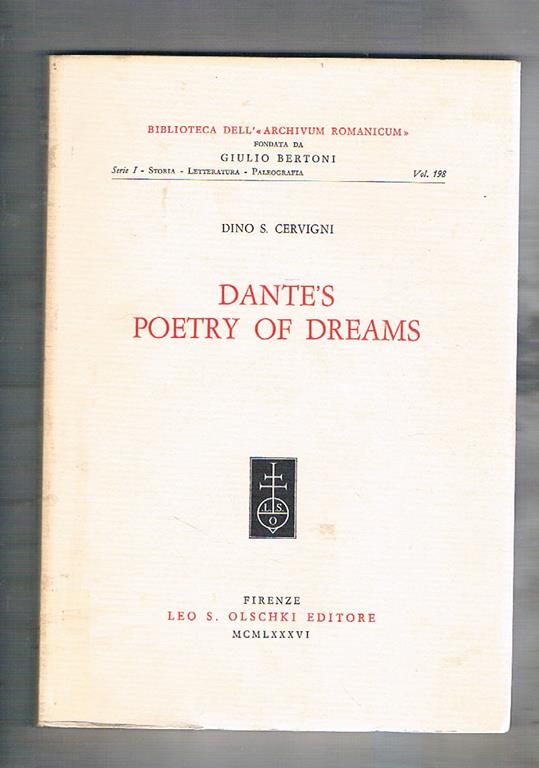 BIBLIOTECA DELL'«ARCHIVUM ROMANICUM»
FONDATA DA
GIULIO BERTONI
Serie I - STORIA - LETTERATURA - PALEOGRAFIA Vol. 198
DINO S. CERVIGNI
DANTE'S
POETRY OF DREAMS
L. S.
O
FIRENZE
LEO S. OLSCHKI EDITORE
MCMLXXXVI